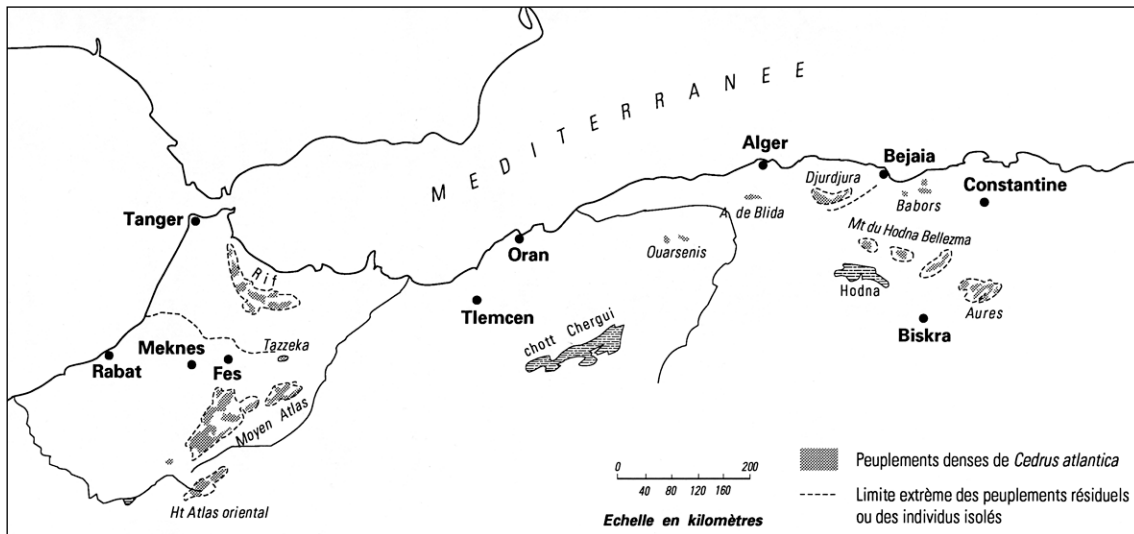 MEDITERRANEE
Alger
Bejaia
Djurdjura
Constantine
A. de Blida
Babors
Tanger
Mt du Hodna Bellezma
Oran
Ouarsenis
Rif
Hodna
Aures
Tlemcen
chott Chergui
Biskra
Meknes
Tazzeka
Rabat
Fes
Moyen Atlas
Ht Atlas oriental
0 200
40 80 120 160
Echelle en kilomètres
Peuplements denses de Cedrus atlantica
Limite extrême des peuplements résiduels
ou des individus isolés